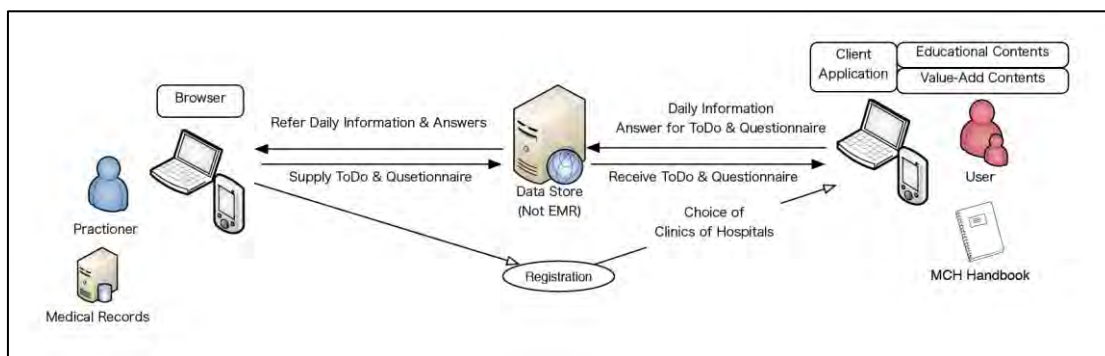 Browser
Practioner
Medical Records
Refer Daily Information & Answers
Supply ToDo & Qusetionnaire
Data Store
(Not EMR)
Registration
Daily Information
Answer for ToDo & Questionnaire
Receive ToDo & Questionnaire
Choice of
Clinics of Hospitals
Client
Application
Educational Contents
Value-Add Contents
User
MCH Handbook